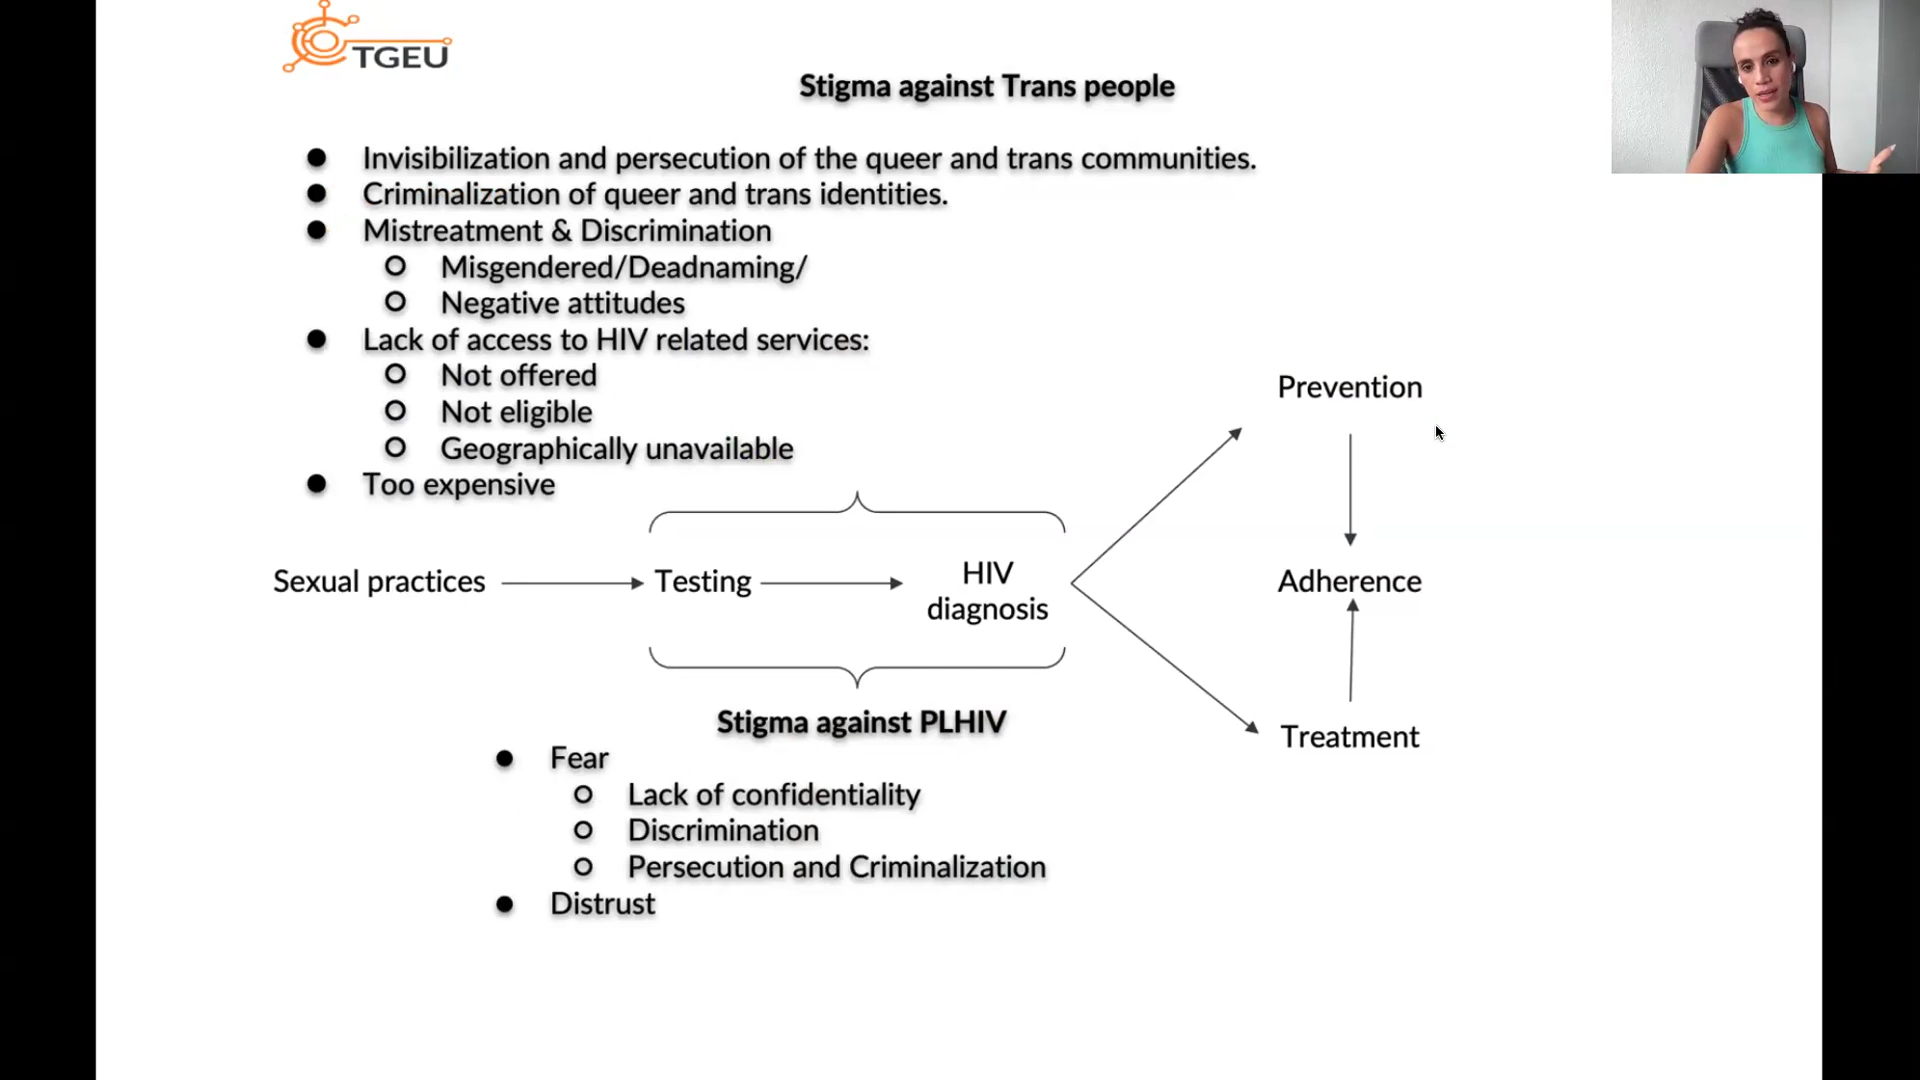 TGEU
Stigma against Trans people
● Invisibilization and persecution of the queer and trans communities.
● Criminalization of queer and trans identities.
● Mistreatment & Discrimination
○ Misgendered/Deadnaming/
○ Negative attitudes
● Lack of access to HIV related services:
○ Not offered
○ Not eligible
○ Geographically unavailable
● Too expensive
Sexual practices
Testing
HIV
diagnosis
Prevention
Adherence
Treatment
Stigma against PLHIV
● Fear
○ Lack of confidentiality
○ Discrimination
○ Persecution and Criminalization
● Distrust